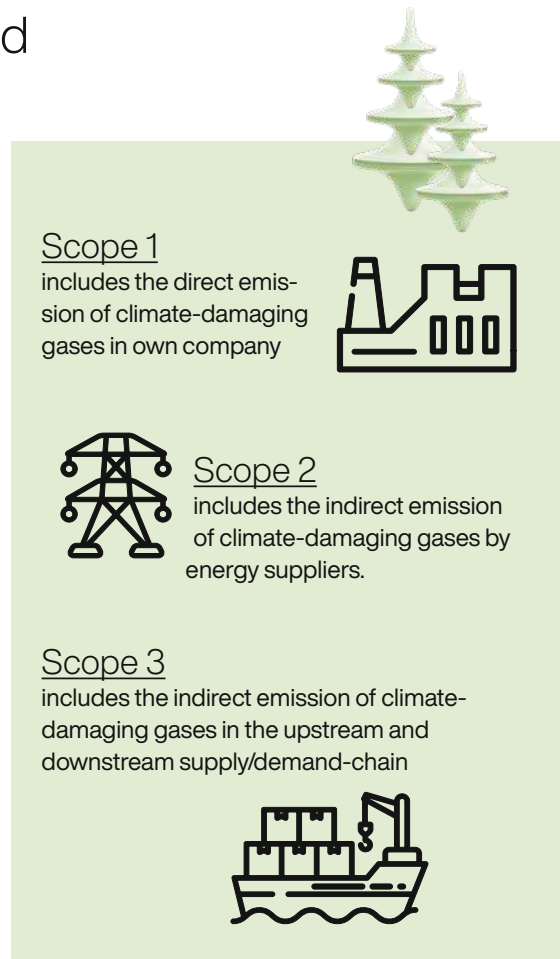 d
Scope 1
includes the direct emis-
sion of climate-damaging
gases in own company
Scope 2
includes the indirect emission
of climate-damaging gases by
energy suppliers.
Scope 3
includes the indirect emission of climate-
damaging gases in the upstream and
downstream supply/demand-chain